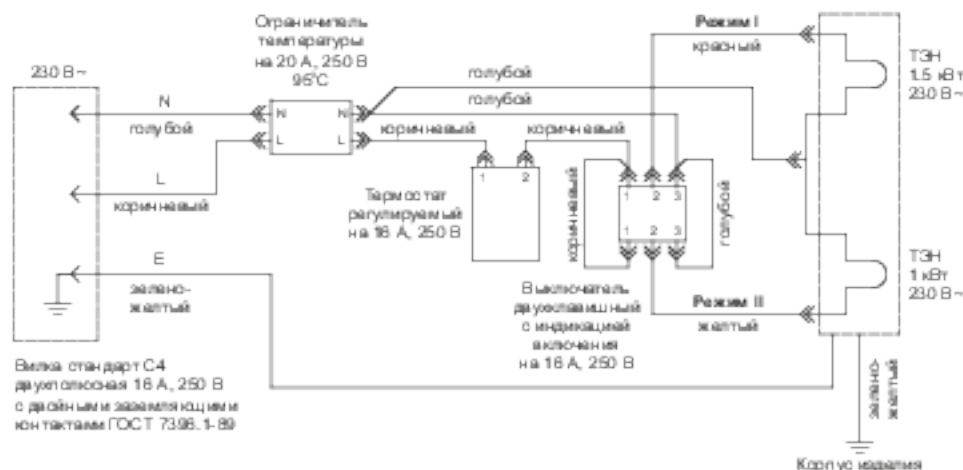 Ограничитель
температуры
на 20 А, 250 В
95°С
230 В~
N
голубой
L
коричневый
E
зелено-
желтый
N
N
L
L
голубой
голубой
коричневый
коричневый
1
2
Термостат
регулируемый
на 16 А, 250 В
Режим I
красный
коричневый
1
2
3
1
2
3
голубой
Выключатель
двухклавишный
с индикацией
включения
на 16 А, 250 В
Режим II
желтый
ТЭН
1.5 кВт
230 В~
ТЭН
1 кВт
230 В~
зелено-
желтый
Корпус изделия
Вилка стандарт С4
двухполюсная 16 А, 250 В
с двойными заземляющими
контактами ГОСТ 7396.1-89